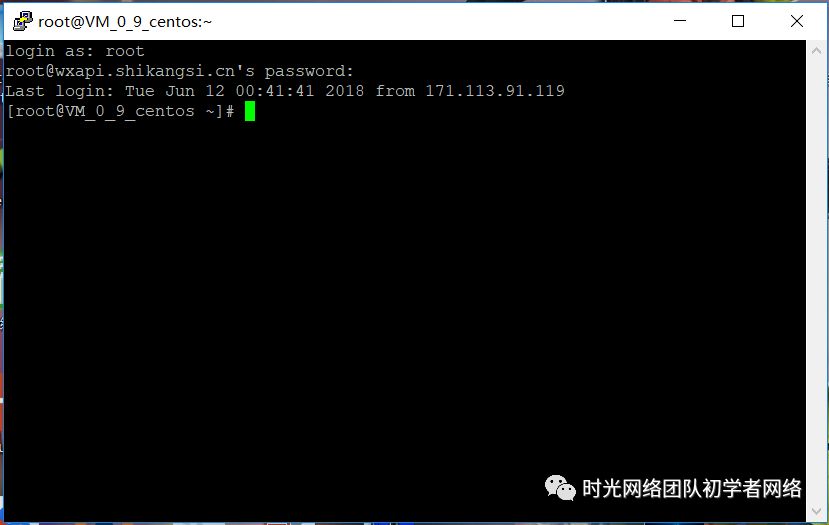 root@VM_0_9_centos:~
login as: root
root@wxapi.shikangsi.cn's password:
Last login: Tue Jun 12 00:41:41 2018 from 171.113.91.119
[root@VM_0_9_centos ~]#
时光网络团队初学者网络